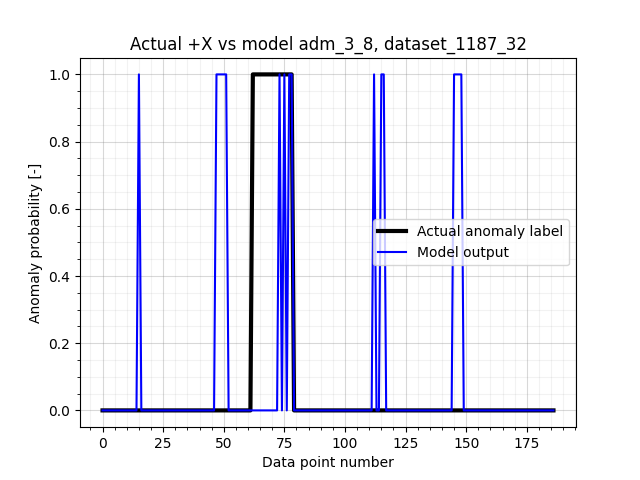 Actual +X vs model adm_3_8, dataset_1187_32
Anomaly probability [-]
1.0
0.8
0.6
0.4
0.2
0.0
Actual anomaly label
Model output
0 25 50 75 100 125 150 175
Data point number